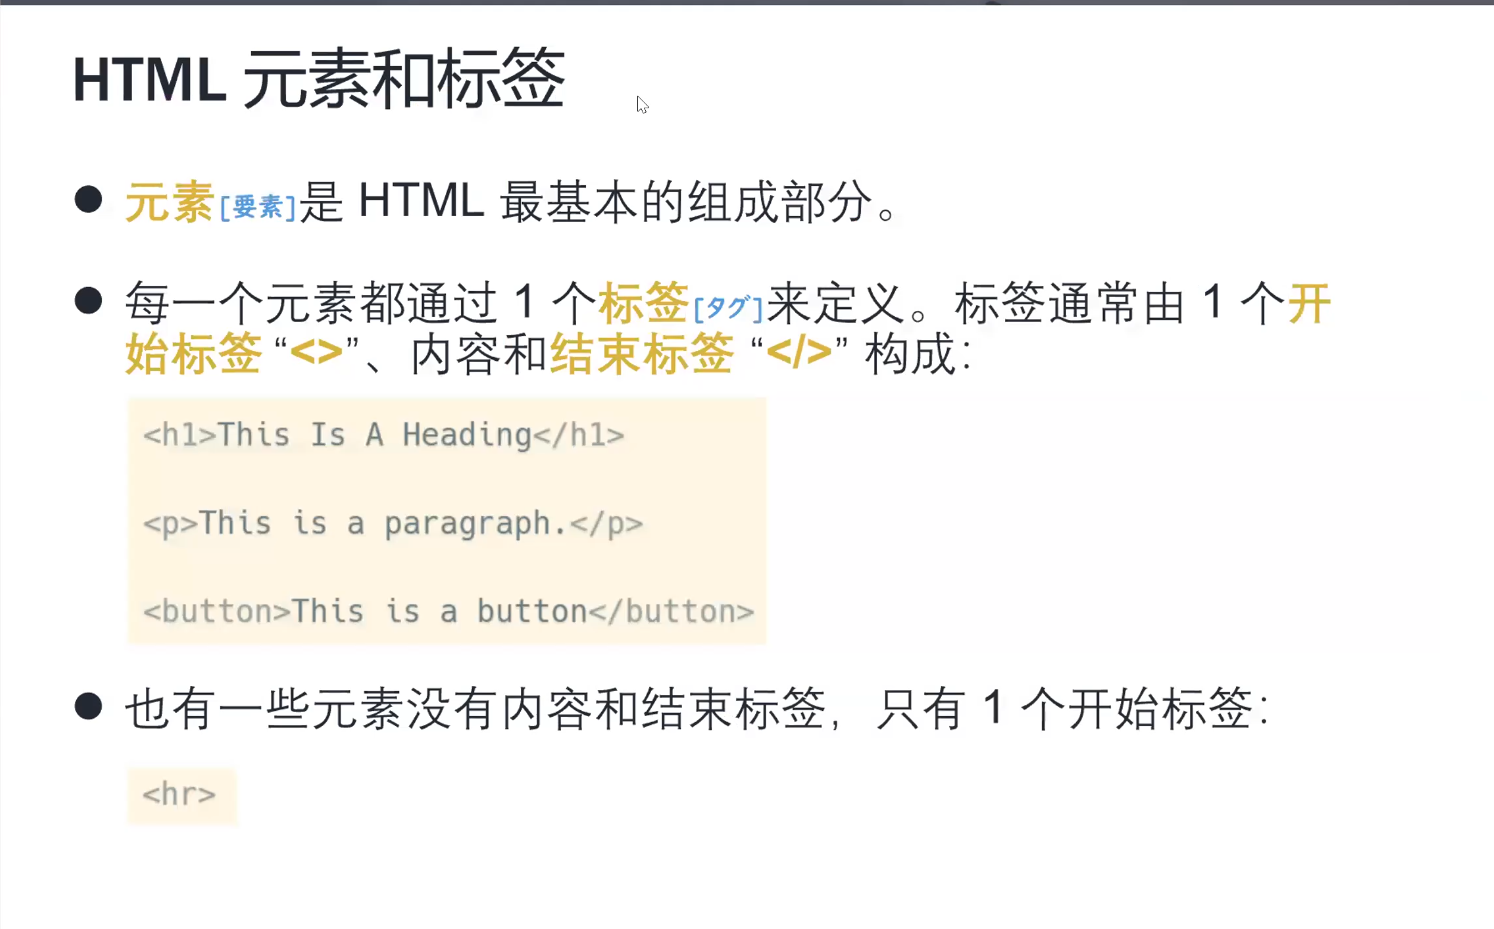 HTML 元素和标签
● 元素[要素]是 HTML 最基本的组成部分。
● 每一个元素都通过 1 个标签[タグ]来定义。标签通常由 1 个开
始标签 “<>”、内容和结束标签 “</>” 构成：
<h1>This Is A Heading</h1>
<p>This is a paragraph.</p>
<button>This is a button</button>
● 也有一些元素没有内容和结束标签，只有 1 个开始标签：
<hr>